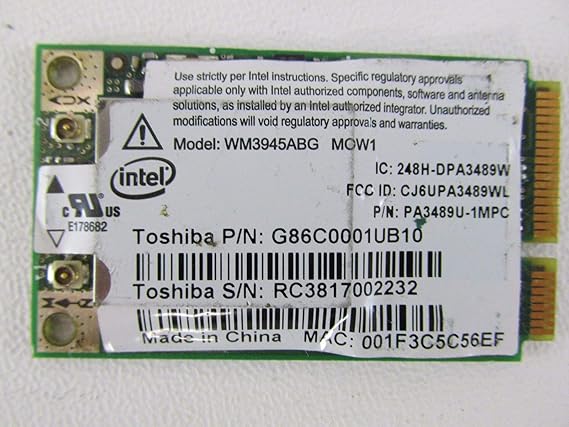 Use strictly per Intel instructions. Specific regulatory approvals
applicable only with Intel authorized components, software and antenna
solutions, as installed by an Intel authorized integrator. Unauthorized
modifications will void regulatory approvals and warranties.
Model: WM3945ABG MOW1
intel
IC: 248H-DPA3489W
FCC ID: CJ6UPA3489WL
P/N: PA3489U-1MPC
C RU US
E178682
Toshiba P/N: G86C0001UB10
Toshiba S/N: RC3817002232
Made in China MAC: 001F3C5C56EF